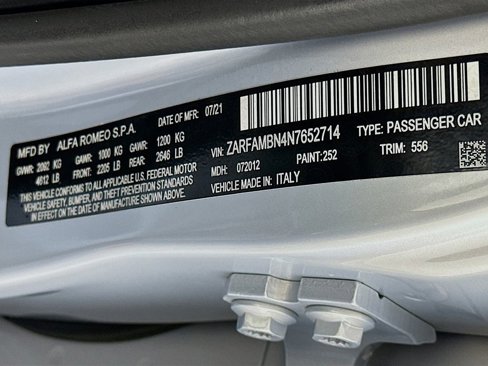 MFD BY: ALFA ROMEO S.P.A. DATE OF MFR: 07/21
GVWR: 2092 KG GAWR: 1000 KG GAWR: 1200 KG
4612 LB FRONT: 2205 LB REAR: 2646 LB
THIS VEHICLE CONFORMS TO ALL APPLICABLE U.S. FEDERAL MOTOR
VEHICLE SAFETY, BUMPER, AND THEFT PREVENTION STANDARDS
IN EFFECT ON THE DATE OF MANUFACTURE SHOWN ABOVE
VIN: ZARFAMBN4N7652714 TYPE: PASSENGER CAR
MDH: 072012 PAINT:252 TRIM: 556
VEHICLE MADE IN: ITALY